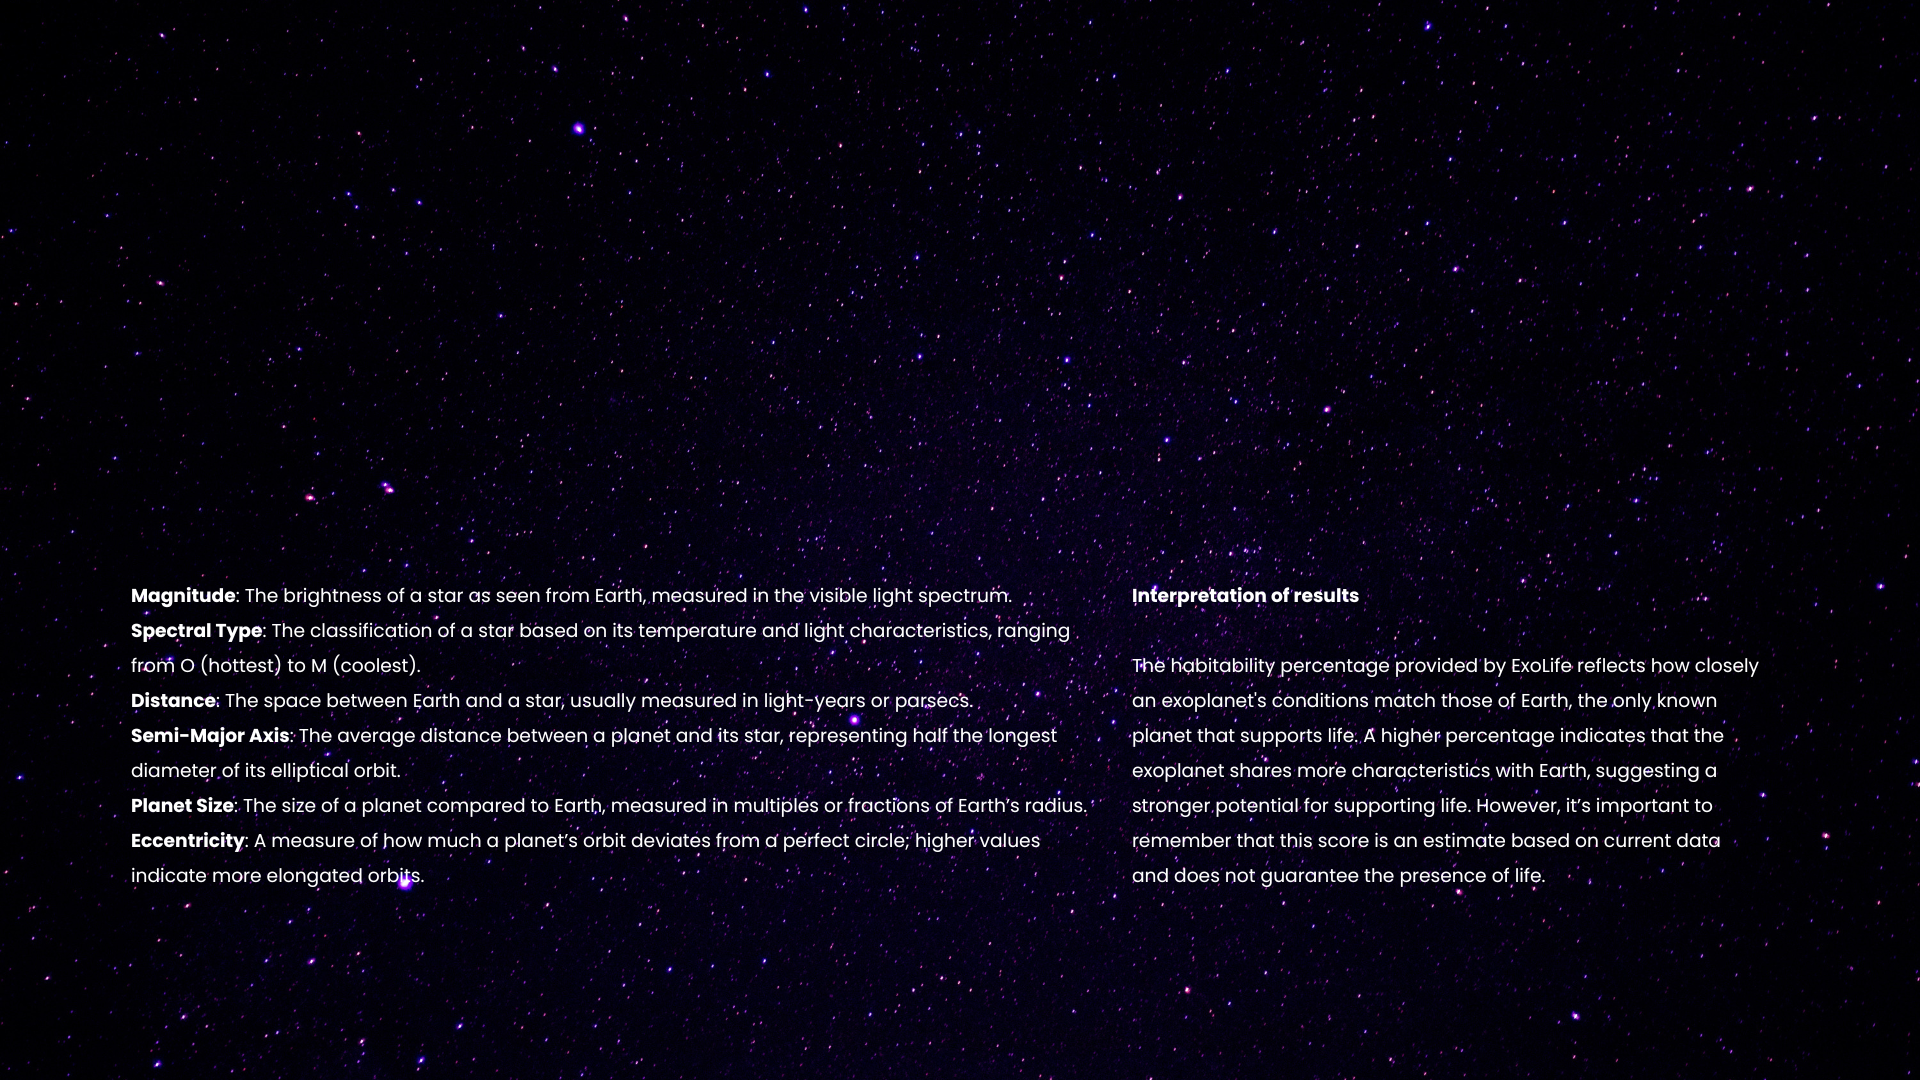 Magnitude: The brightness of a star as seen from Earth, measured in the visible light spectrum.
Spectral Type: The classification of a star based on its temperature and light characteristics, ranging
from O (hottest) to M (coolest).
Distance: The space between Earth and a star, usually measured in light-years or parsecs.
Semi-Major Axis: The average distance between a planet and its star, representing half the longest
diameter of its elliptical orbit.
Planet Size: The size of a planet compared to Earth, measured in multiples or fractions of Earth’s radius.
Eccentricity: A measure of how much a planet’s orbit deviates from a perfect circle; higher values
indicate more elongated orbits.
Interpretation of results
The habitability percentage provided by ExoLife reflects how closely
an exoplanet's conditions match those of Earth, the only known
planet that supports life. A higher percentage indicates that the
exoplanet shares more characteristics with Earth, suggesting a
stronger potential for supporting life. However, it’s important to
remember that this score is an estimate based on current data
and does not guarantee the presence of life.